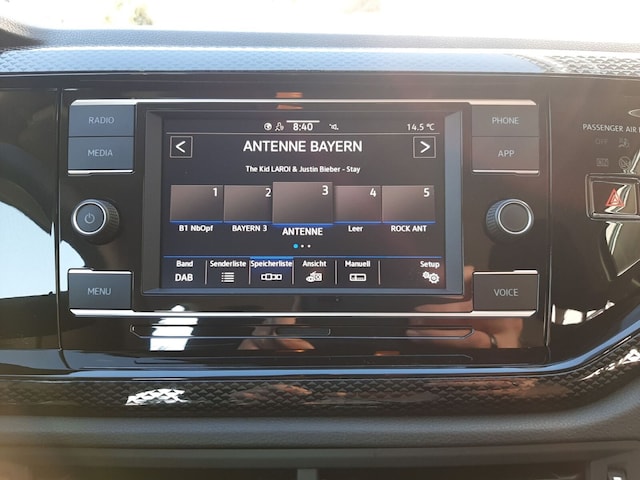 RADIO
MEDIA
MENU
PHONE
APP
VOICE
8:40
14.5 °C
<
ANTENNE BAYERN
>
The Kid LAROI & Justin Bieber - Stay
1 2 3 4 5
B1 NbOpf BAYERN 3 ANTENNE Leer ROCK ANT
Band Senderliste Speicherliste Ansicht Manuell Setup
DAB
PASSENGER AIR
OFF